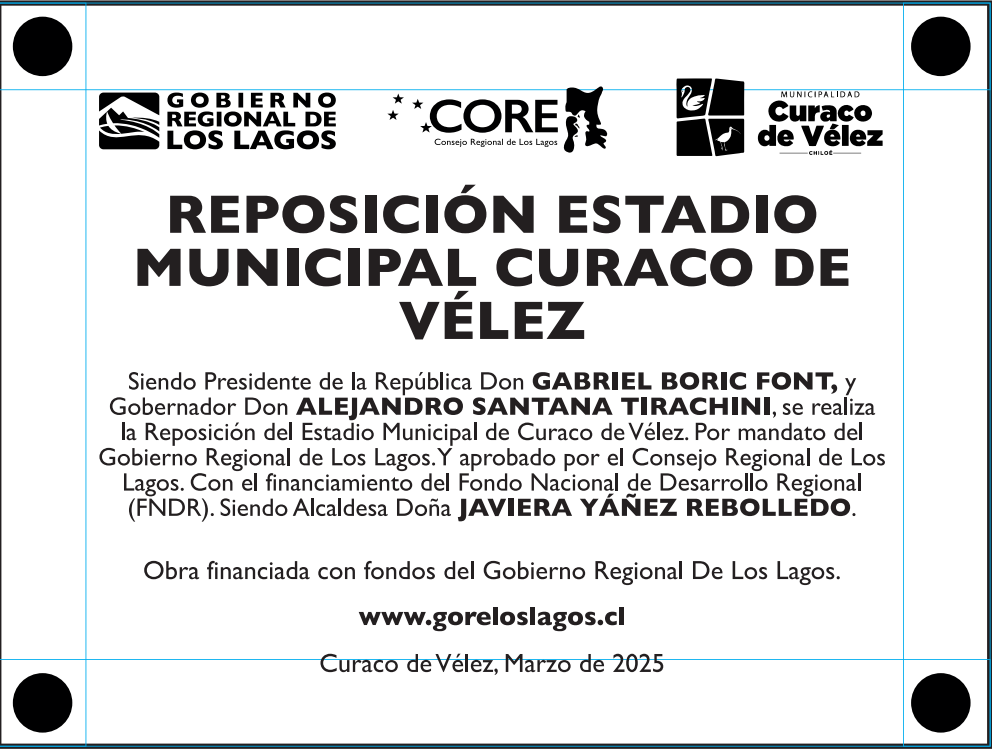 GOBIERNO
REGIONAL DE
LOS LAGOS
CORE
Consejo Regional de Los Lagos
MUNICIPALIDAD
Curaco
de Vélez
CHILOÉ
REPOSICIÓN ESTADIO
MUNICIPAL CURACO DE
VÉLEZ
Siendo Presidente de la República Don GABRIEL BORIC FONT, y
Gobernador Don ALEJANDRO SANTANA TIRACHINI, se realiza
la Reposición del Estadio Municipal de Curaco de Vélez. Por mandato del
Gobierno Regional de Los Lagos. Y aprobado por el Consejo Regional de Los
Lagos. Con el financiamiento del Fondo Nacional de Desarrollo Regional
(FNDR). Siendo Alcaldesa Doña JAVIERA YÁÑEZ REBOLLEDO.
Obra financiada con fondos del Gobierno Regional De Los Lagos.
www.goreloslagos.cl
Curaco de Vélez, Marzo de 2025